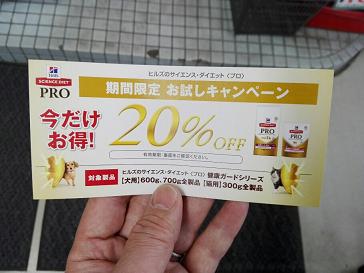 Hill's
SCIENCE DIET
PRO
ヒルズのサイエンス・ダイエット〈プロ〉
期間限定 お試しキャンペーン
今だけ
お得!
20%OFF
対象製品
ヒルズのサイエンス・ダイエット〈プロ〉 健康ガードシリーズ
【犬用】600g、700g全製品【猫用】300g全製品
PRO
PRO